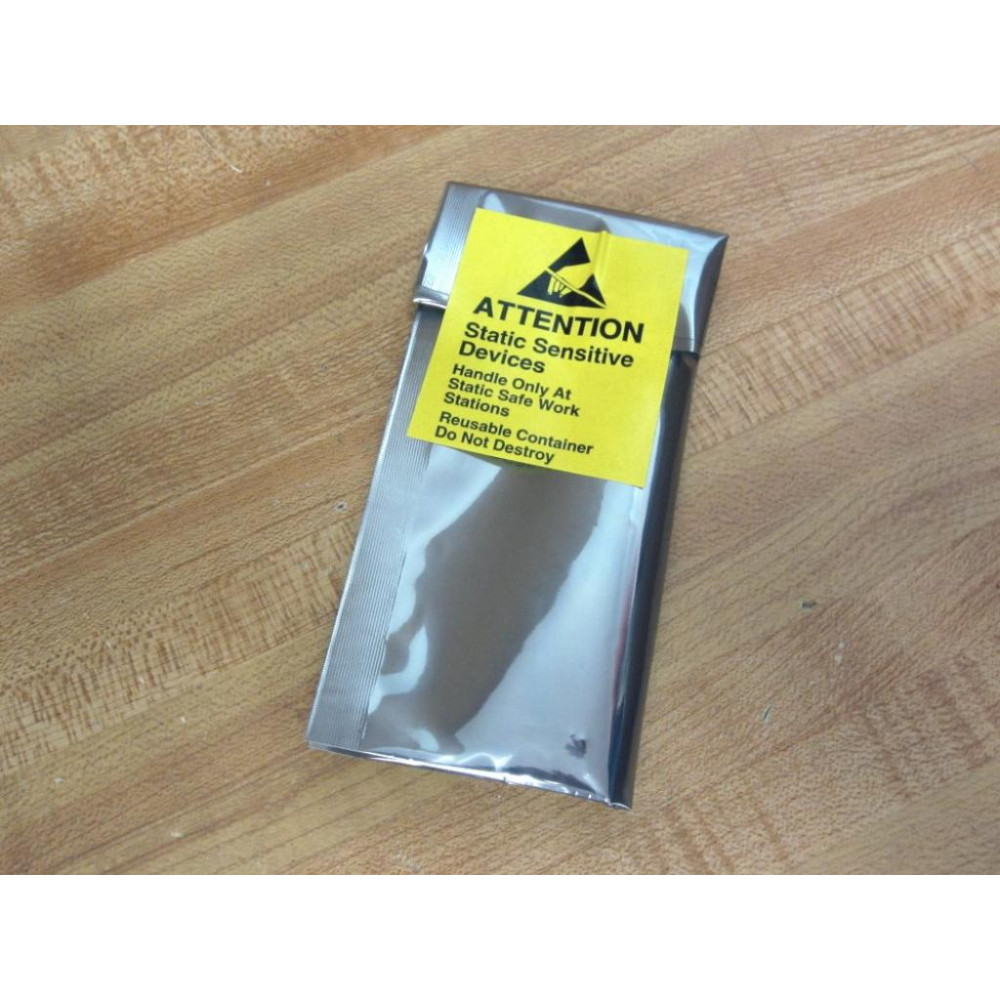 ATTENTION
Static Sensitive
Devices
Handle Only At
Static Safe Work
Stations
Reusable Container
Do Not Destroy